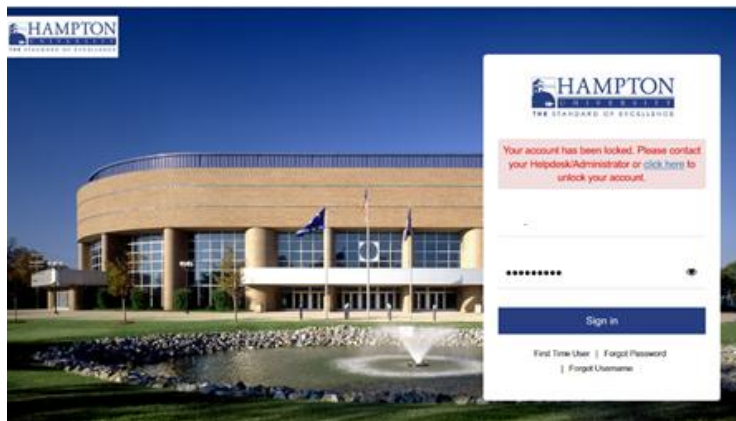 HAMPTON
UNIVERSITY
THE STANDARD OF EXCELLENCE
HAMPTON
UNIVERSITY
THE STANDARD OF EXCELLENCE
Your account has been locked. Please contact
your Helpdesk/Administrator or click here to
unlock your account.
Sign in
First Time User | Forgot Password
| Forgot Username